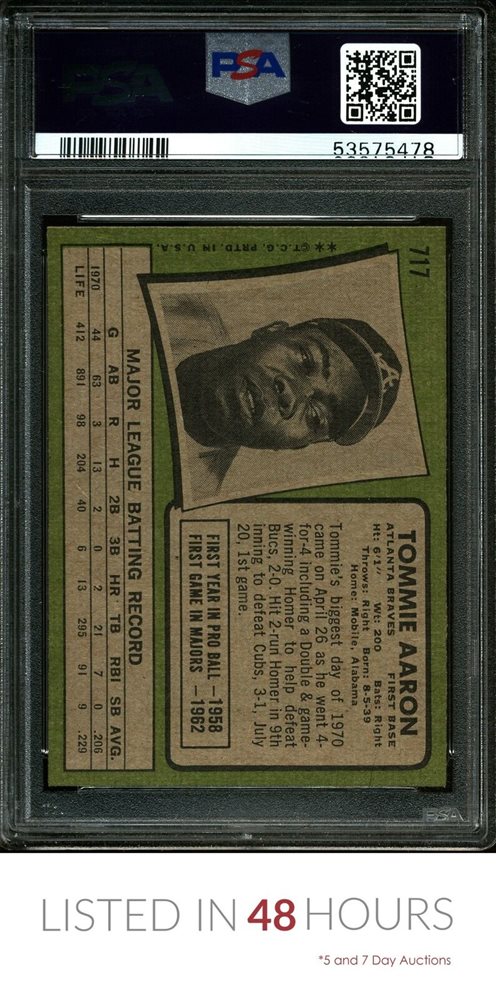 PSA
PSA
53575478
717
★★©T.C.G. PRTD. IN U.S.A.
A
TOMMIE AARON
ATLANTA BRAVES FIRST BASE
Ht: 6'1" Wt: 200 Bats: Right
Throws: Right Born: 8-5-39
Home: Mobile, Alabama
Tommie's biggest day of 1970
came on April 26 as he went 4-
for-4 including a Double & game-
winning Homer to help defeat
Bucs, 2-0. Hit 2-run Homer in 9th
inning to defeat Cubs, 3-1, July
20, 1st game.
FIRST YEAR IN PRO BALL —1958
FIRST GAME IN MAJORS —1962
MAJOR LEAGUE BATTING RECORD
G AB R H 2B 3B HR TB RBI SB AVG.
1970 44 63 3 13 2 0 2 21 7 0 .206
LIFE 412 891 98 204 40 6 13 295 91 9 .229
PSA
LISTED IN 48 HOURS
*5 and 7 Day Auctions